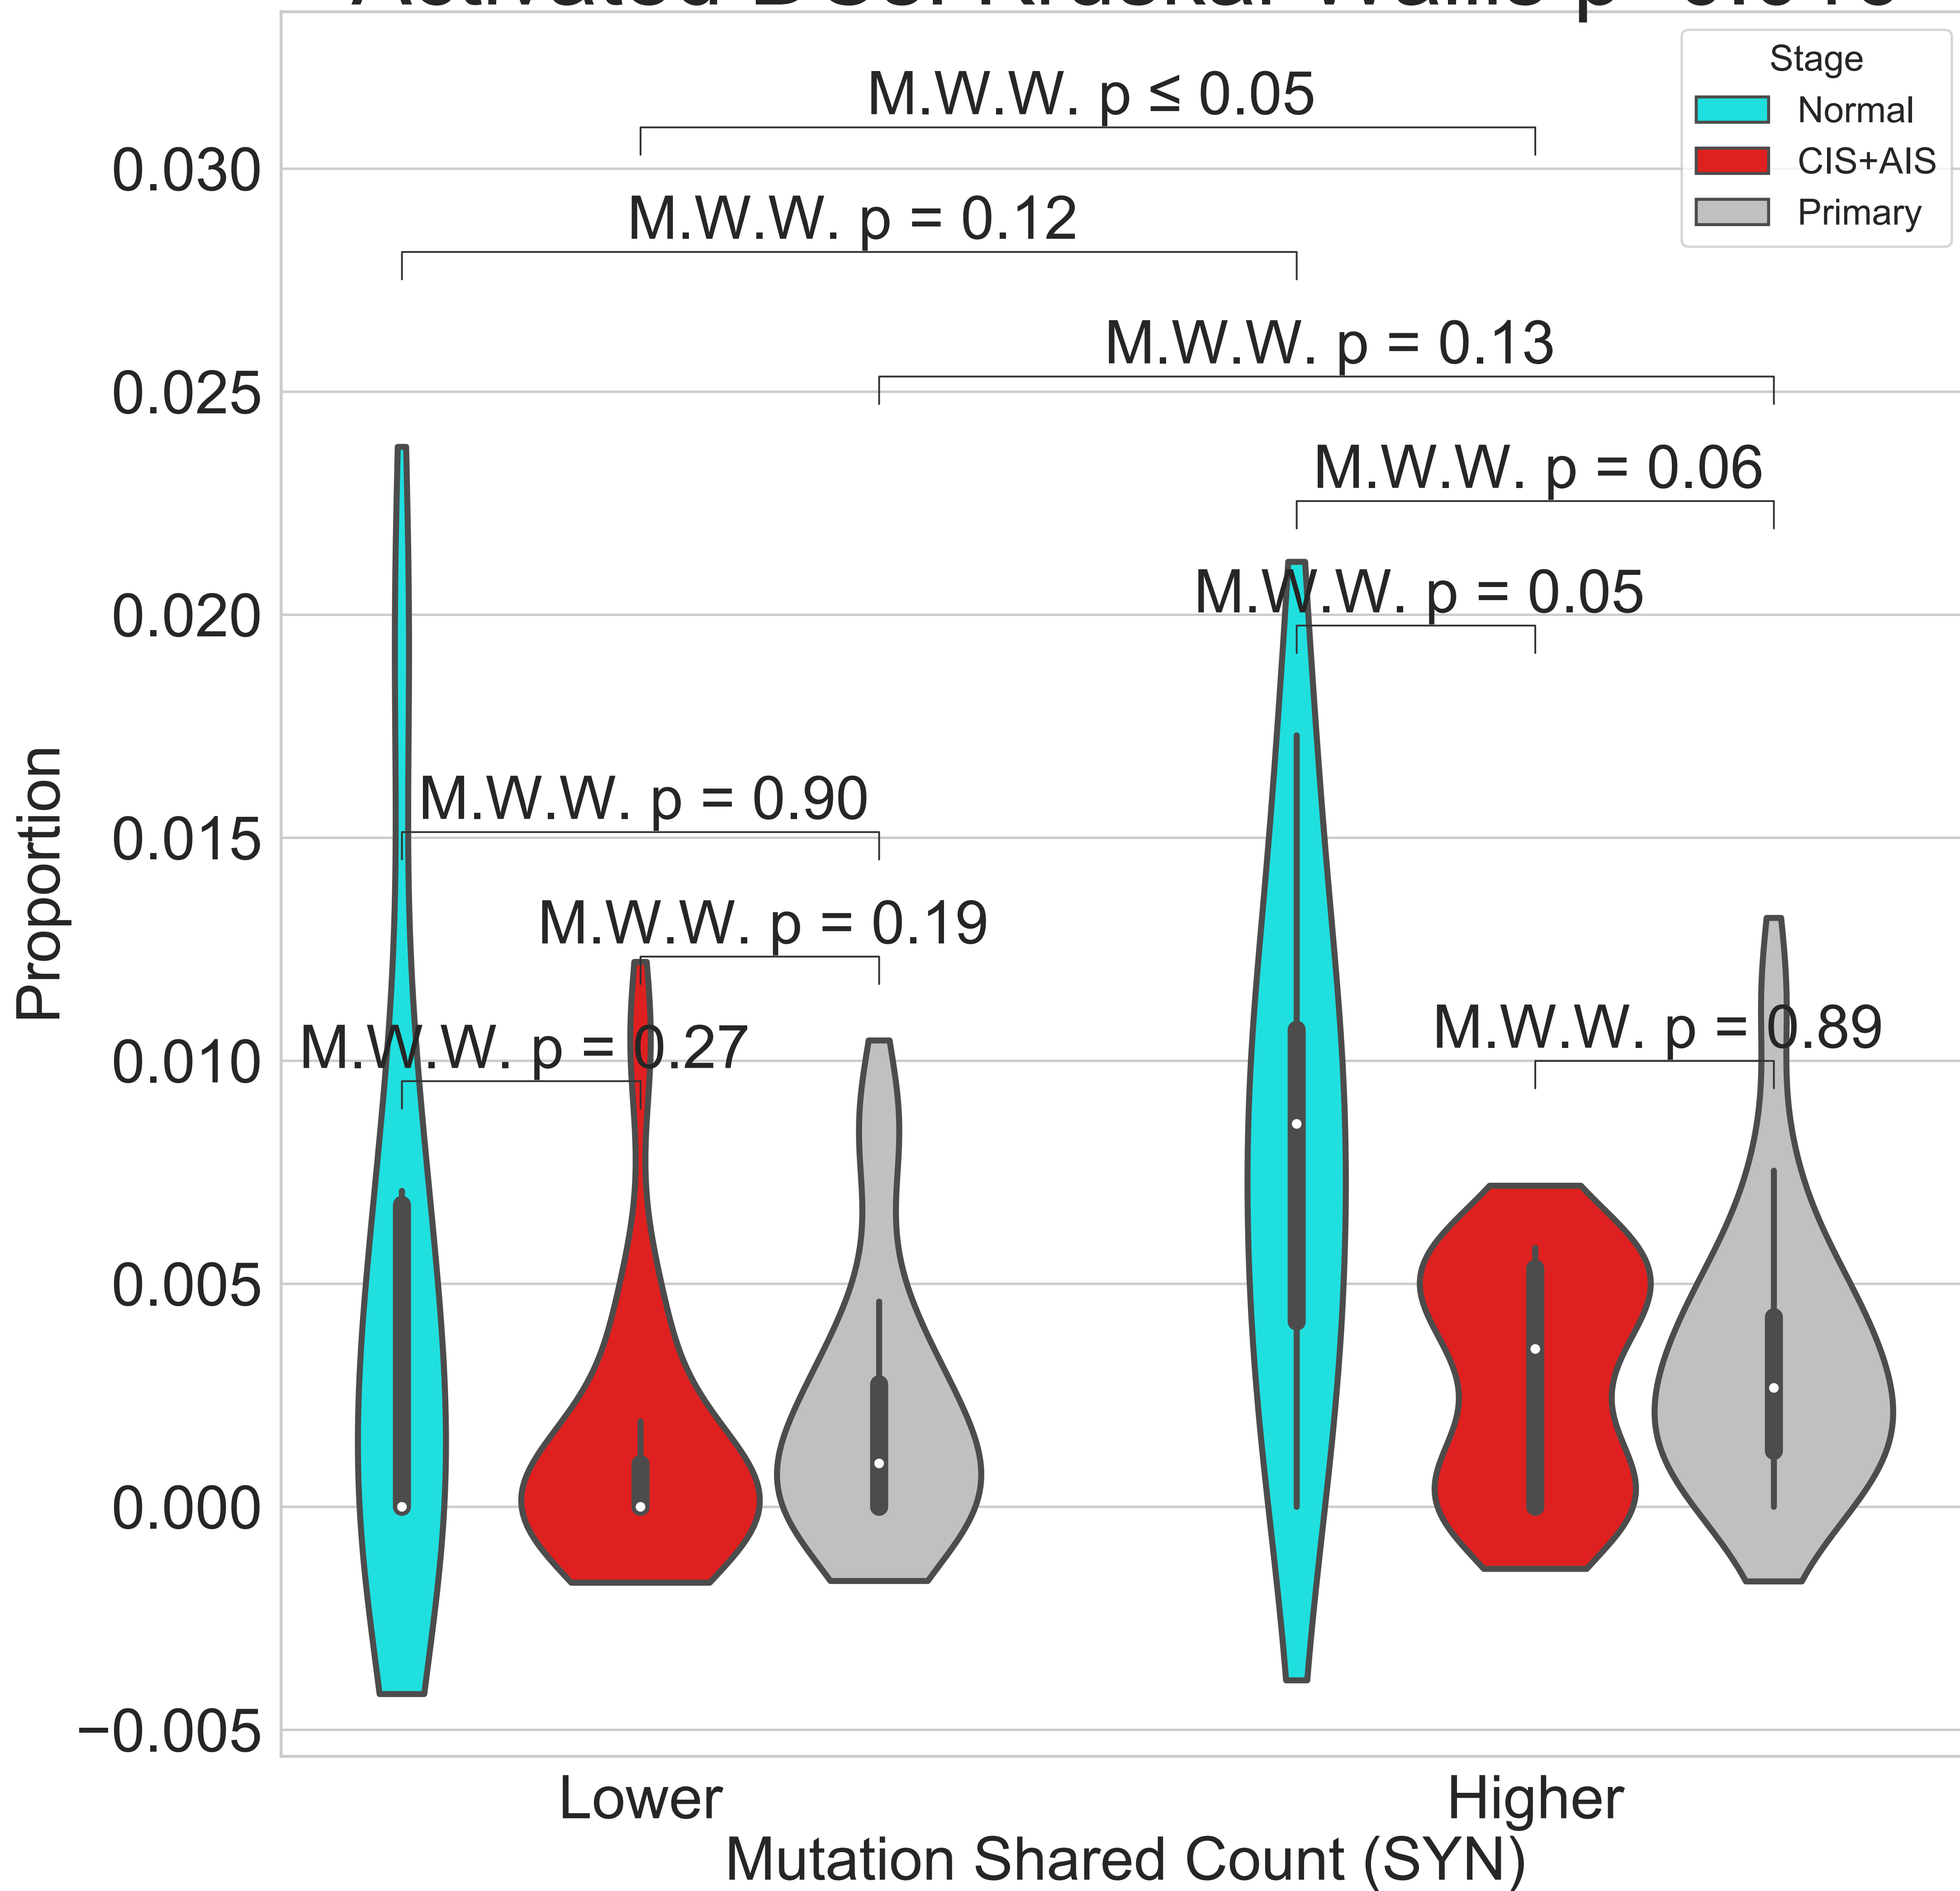 Stage
Normal
CIS+AIS
Primary
M.W.W. p ≤ 0.05
M.W.W. p = 0.12
M.W.W. p = 0.13
M.W.W. p = 0.06
M.W.W. p = 0.05
M.W.W. p = 0.90
M.W.W. p = 0.19
M.W.W. p = 0.27
M.W.W. p = 0.89
0.030
0.025
0.020
0.015
0.010
0.005
0.000
−0.005
Proportion
Lower
Higher
Mutation Shared Count (SYN)